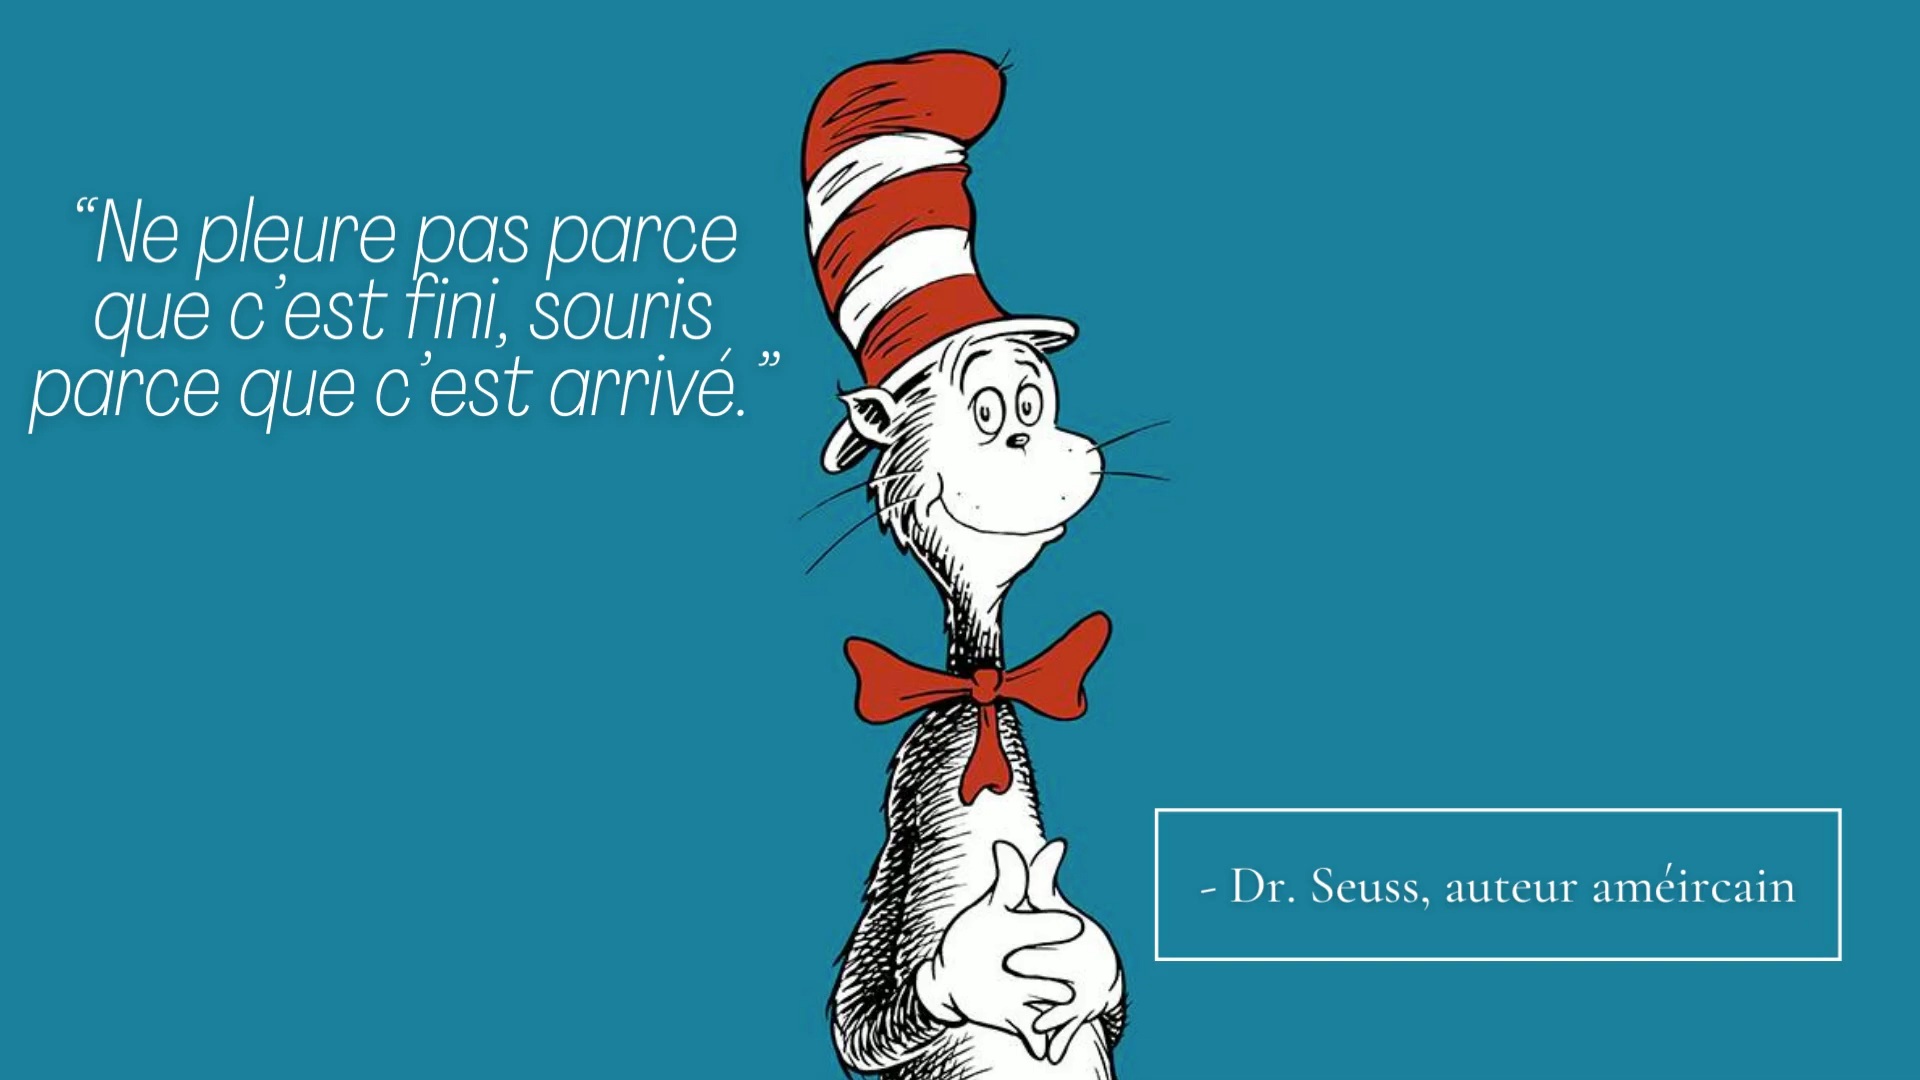 “Ne pleure pas parce
que c’est fini, souris
parce que c’est arrivé.”
- Dr. Seuss, auteur améircain